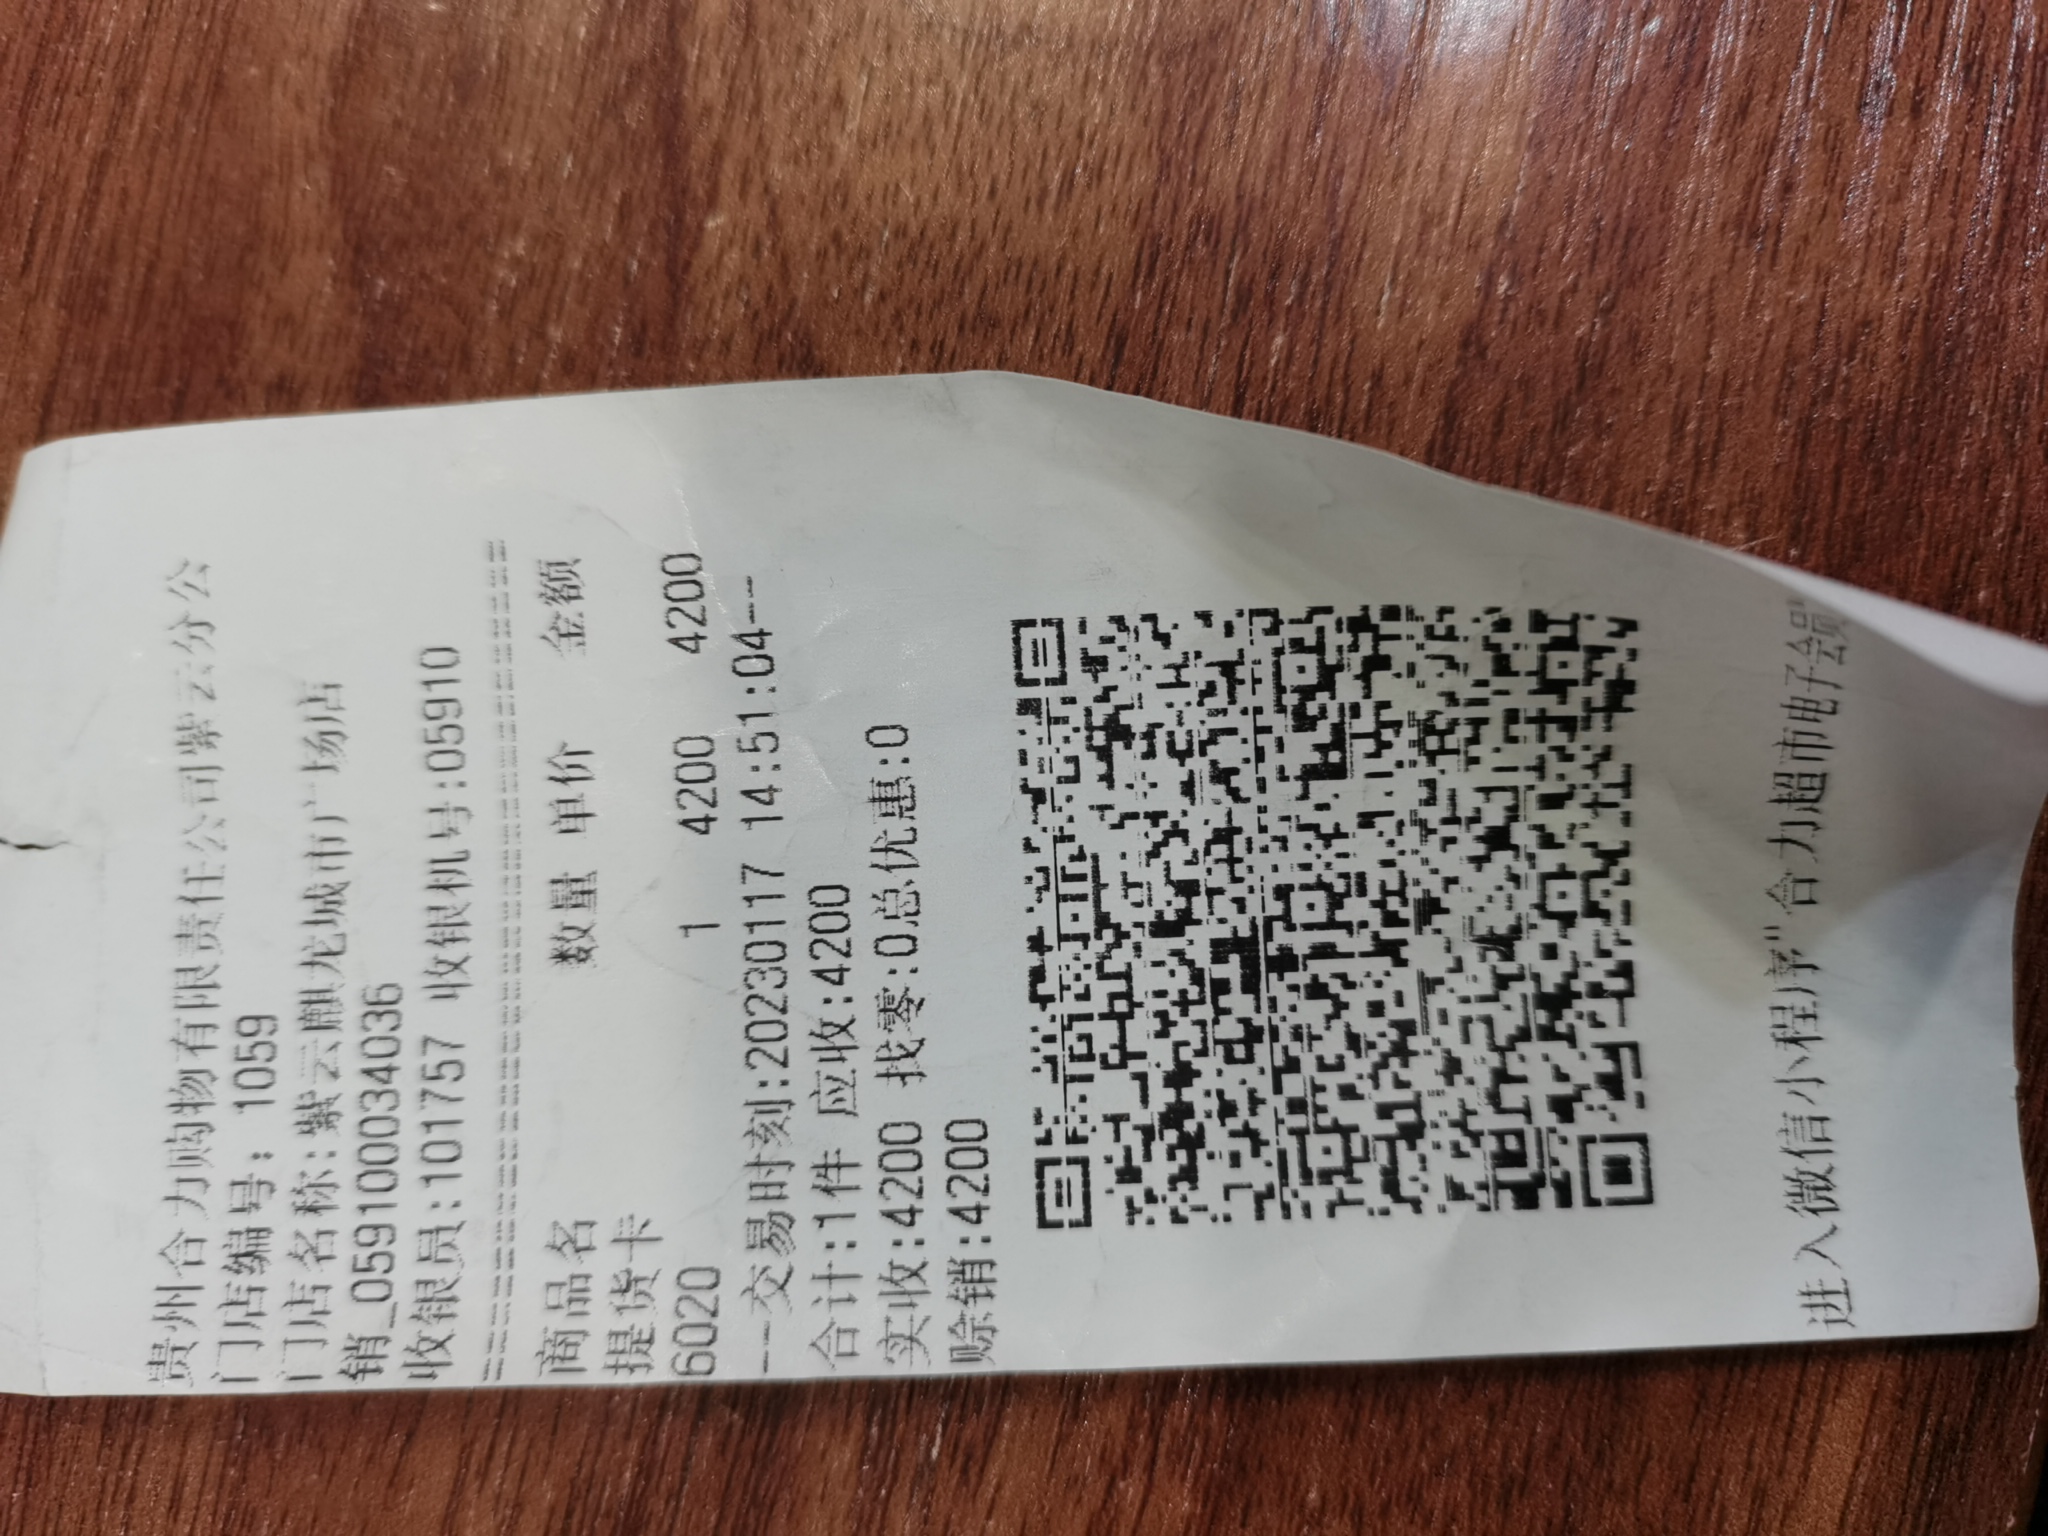 贵州合力购物有限责任公司紫云分公
门店编号: 1059
门店名称:紫云麒龙城市广场店
销_0591000340036
收银员:101757 收银机号:05910
商品名 数量 单价 金额
提货卡
6020 1 4200 4200
--交易时刻:20230117 14:51:04--
合计:1件 应收:4200
实收:4200 找零:0总优惠:0
赊销:4200
进入微信小程序"合力超市电子会员